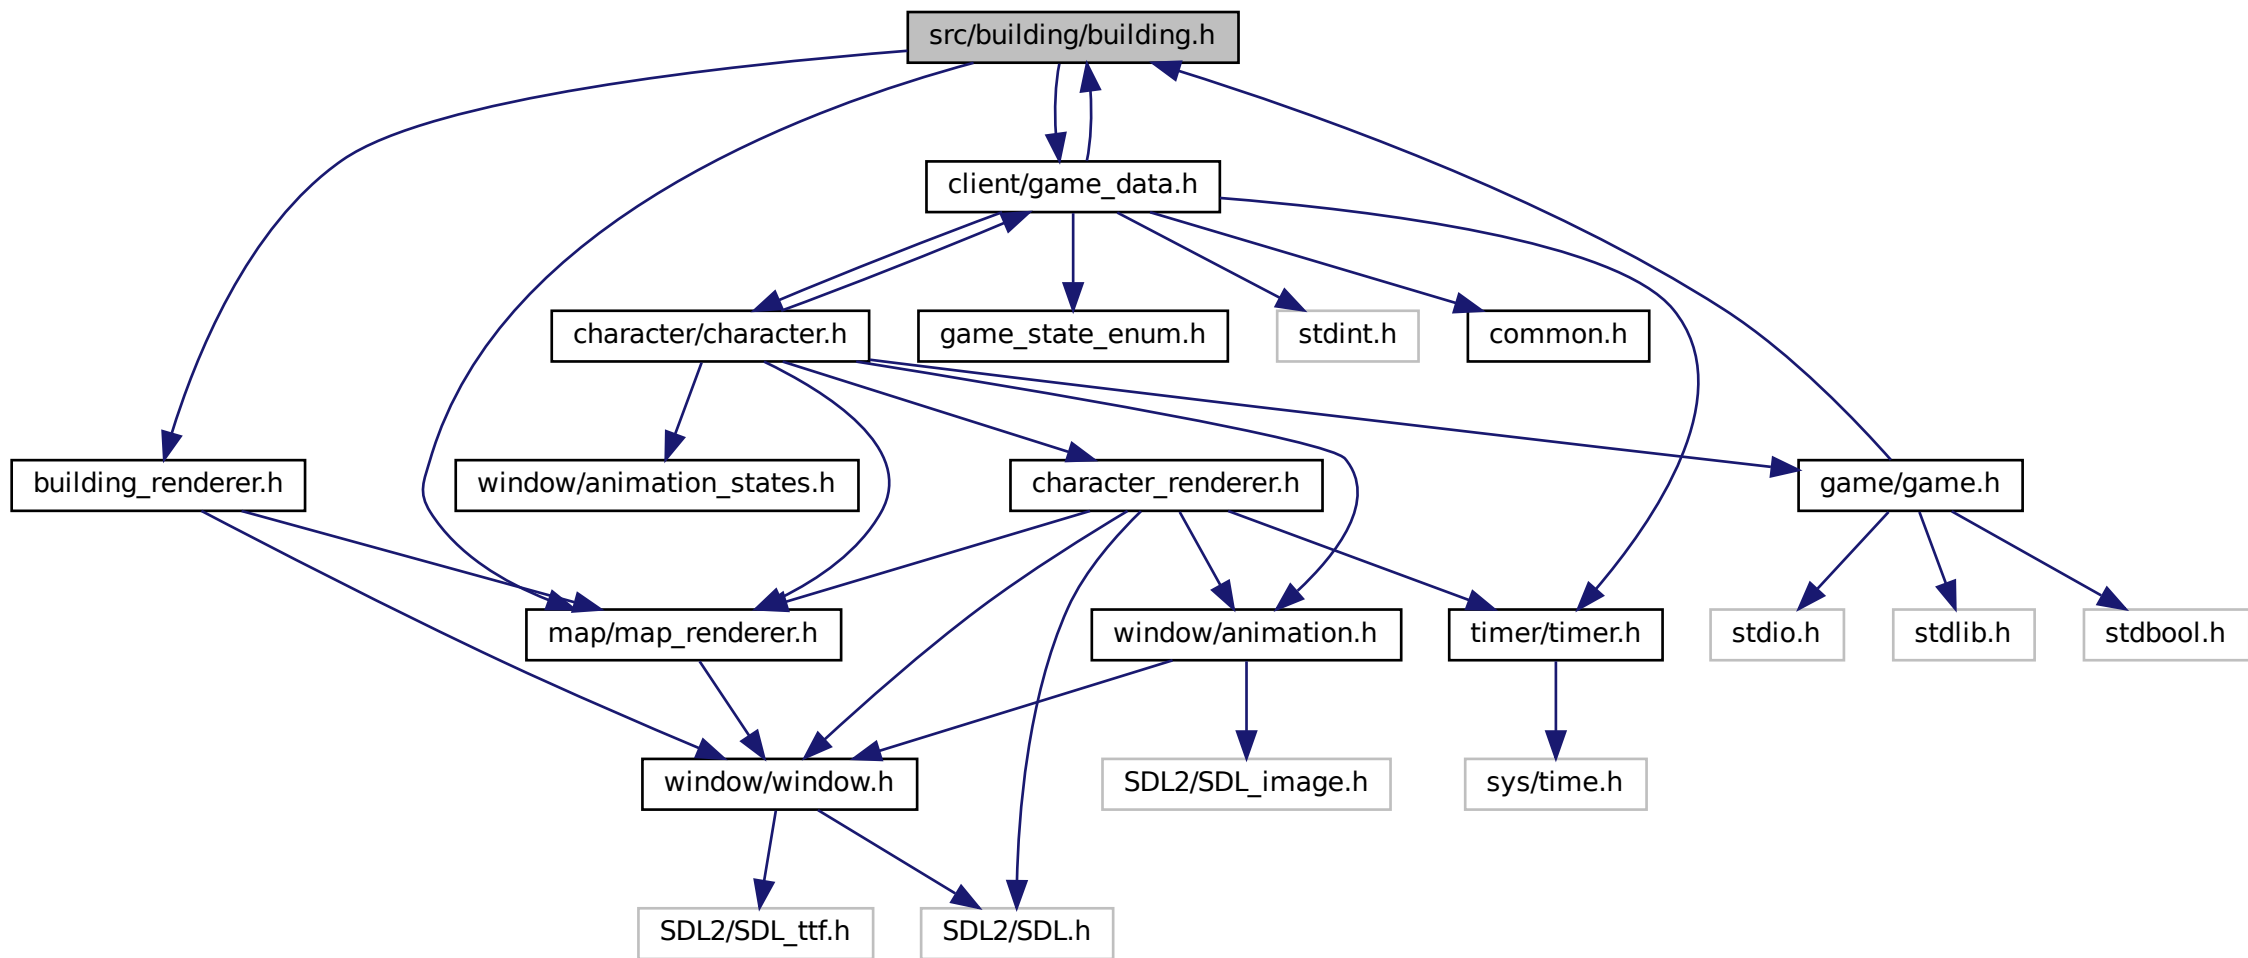 src/building/building.h
client/game_data.h
character/character.h
game_state_enum.h
stdint.h
common.h
building_renderer.h
window/animation_states.h
character_renderer.h
game/game.h
map/map_renderer.h
window/animation.h
timer/timer.h
stdio.h
stdlib.h
stdbool.h
window/window.h
SDL2/SDL_image.h
sys/time.h
SDL2/SDL_ttf.h
SDL2/SDL.h